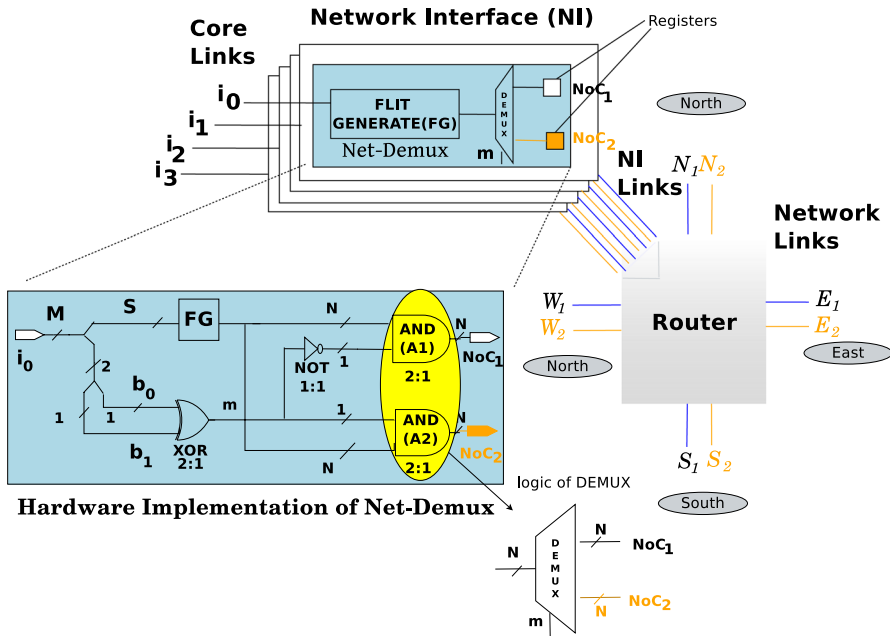 Network Interface (NI)
Registers
Core
Links
i0
i1
i2
i3
FLIT
GENERATE(FG)
Net-Demux
DEMUX
m
NoC1
NoC2
North
NI
Links
N1
N2
Network
Links
W1
W2
Router
E1
E2
North
East
S1
S2
South
M
S
FG
N
AND
(A1)
2:1
N
NoC1
i0
2
NOT
1:1
1
b0
m
1
1
1
b1
XOR
2:1
N
AND
(A2)
2:1
N
NoC2
Hardware Implementation of Net-Demux
logic of DEMUX
N
DEMUX
N
NoC1
N
NoC2
m